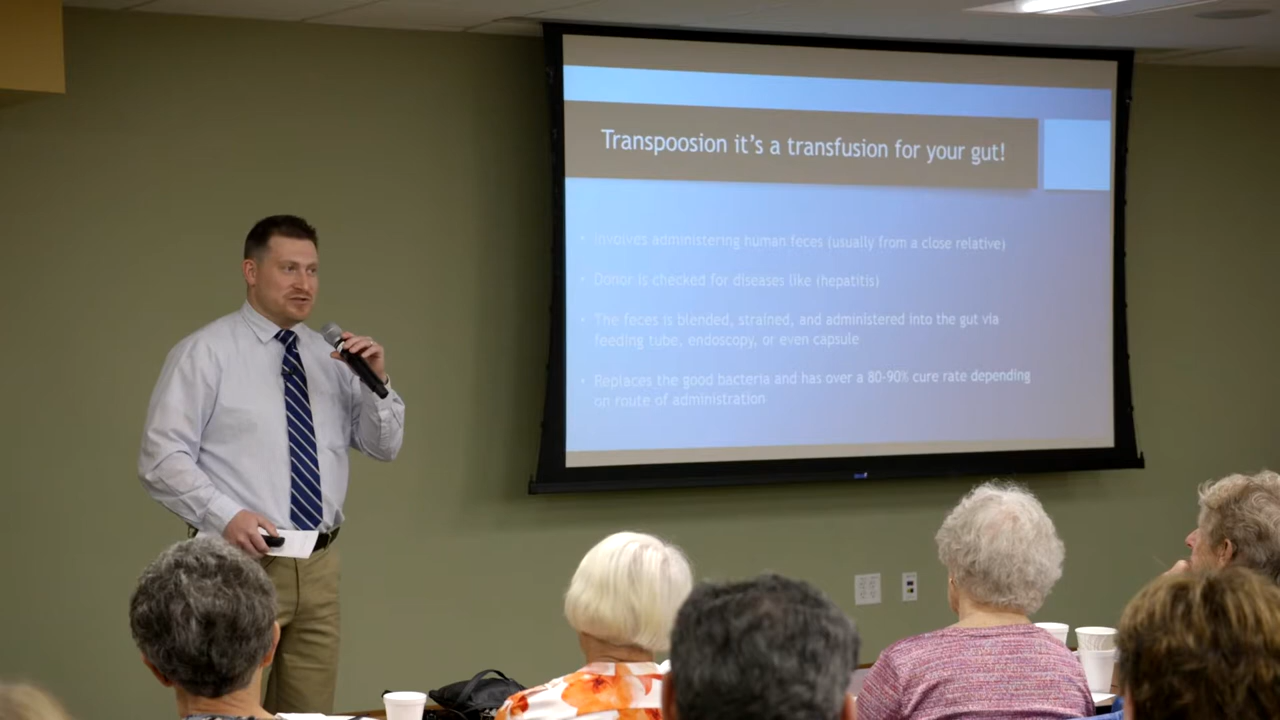 Transpoosion it's a transfusion for your gut!
• Involves administering human feces (usually from a close relative)
• Donor is checked for diseases like (hepatitis)
• The feces is blended, strained, and administered into the gut via
feeding tube, endoscopy, or even capsule
• Replaces the good bacteria and has over a 80-90% cure rate depending
on route of administration